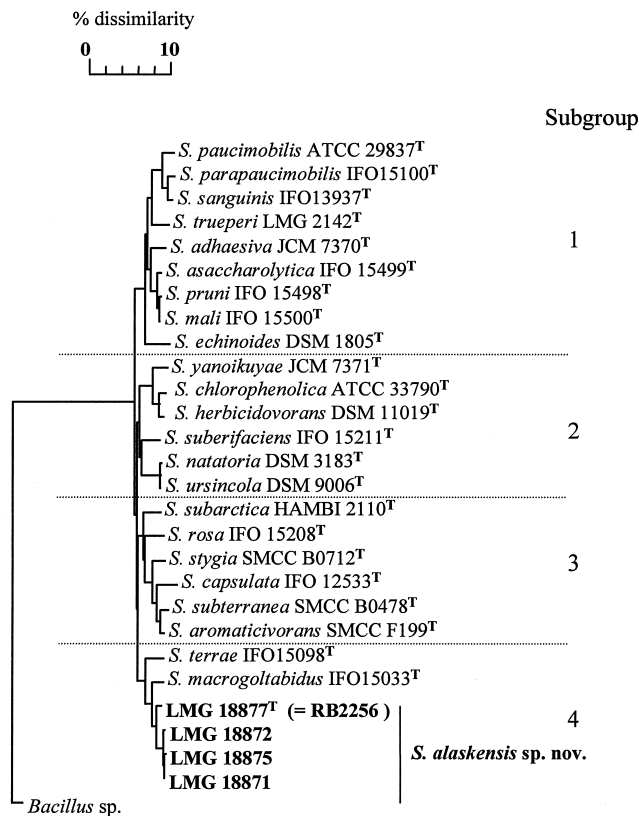 % dissimilarity
0 10
Subgroup
S. paucimobilis ATCC 29837T
S. parapaucimobilis IFO15100T
S. sanguinis IFO13937T
S. trueperi LMG 2142T
S. adhaesiva JCM 7370T
1
S. asaccharolytica IFO 15499T
S. pruni IFO 15498T
S. mali IFO 15500T
S. echinoides DSM 1805T
S. yanoikuyae JCM 7371T
S. chlorophenolica ATCC 33790T
S. herbicidovorans DSM 11019T
2
S. suberifaciens IFO 15211T
S. natatoria DSM 3183T
S. ursincola DSM 9006T
S. subarctica HAMBI 2110T
S. rosa IFO 15208T
S. stygia SMCC B0712T
3
S. capsulata IFO 12533T
S. subterranea SMCC B0478T
S. aromaticivorans SMCC F199T
S. terrae IFO15098T
S. macrogoltabidus IFO15033T
LMG 18877T (= RB2256 )
4
LMG 18872
S. alaskensis sp. nov.
LMG 18875
LMG 18871
Bacillus sp.